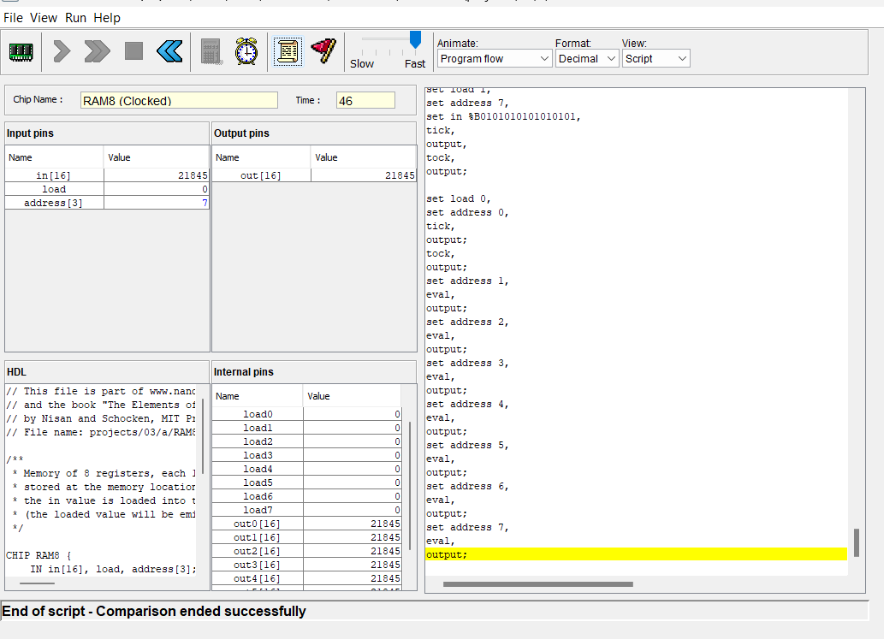 File View Run Help
Slow Fast
Animate: Format: View:
Program flow Decimal Script
Chip Name : RAM8 (Clocked) Time : 46
Input pins
Name Value
in[16] 21845
load 0
address[3] 7
Output pins
Name Value
out[16] 21845
HDL
// This file is part of www.nand
// and the book "The Elements of
// by Nisan and Schocken, MIT Pr
// File name: projects/03/a/RAM8
/**
* Memory of 8 registers, each 1
* stored at the memory location
* the in value is loaded into t
* (the loaded value will be emi
*/
CHIP RAM8 {
IN in[16], load, address[3];
Internal pins
Name Value
load0 0
load1 0
load2 0
load3 0
load4 0
load5 0
load6 0
load7 0
out0[16] 21845
out1[16] 21845
out2[16] 21845
out3[16] 21845
out4[16] 21845
set load 1,
set address 7,
set in %B0101010101010101,
tick,
output,
tock,
output;
set load 0,
set address 0,
tick,
output;
tock,
output;
set address 1,
eval,
output;
set address 2,
eval,
output;
set address 3,
eval,
output;
set address 4,
eval,
output;
set address 5,
eval,
output;
set address 6,
eval,
output;
set address 7,
eval,
output;
End of script - Comparison ended successfully